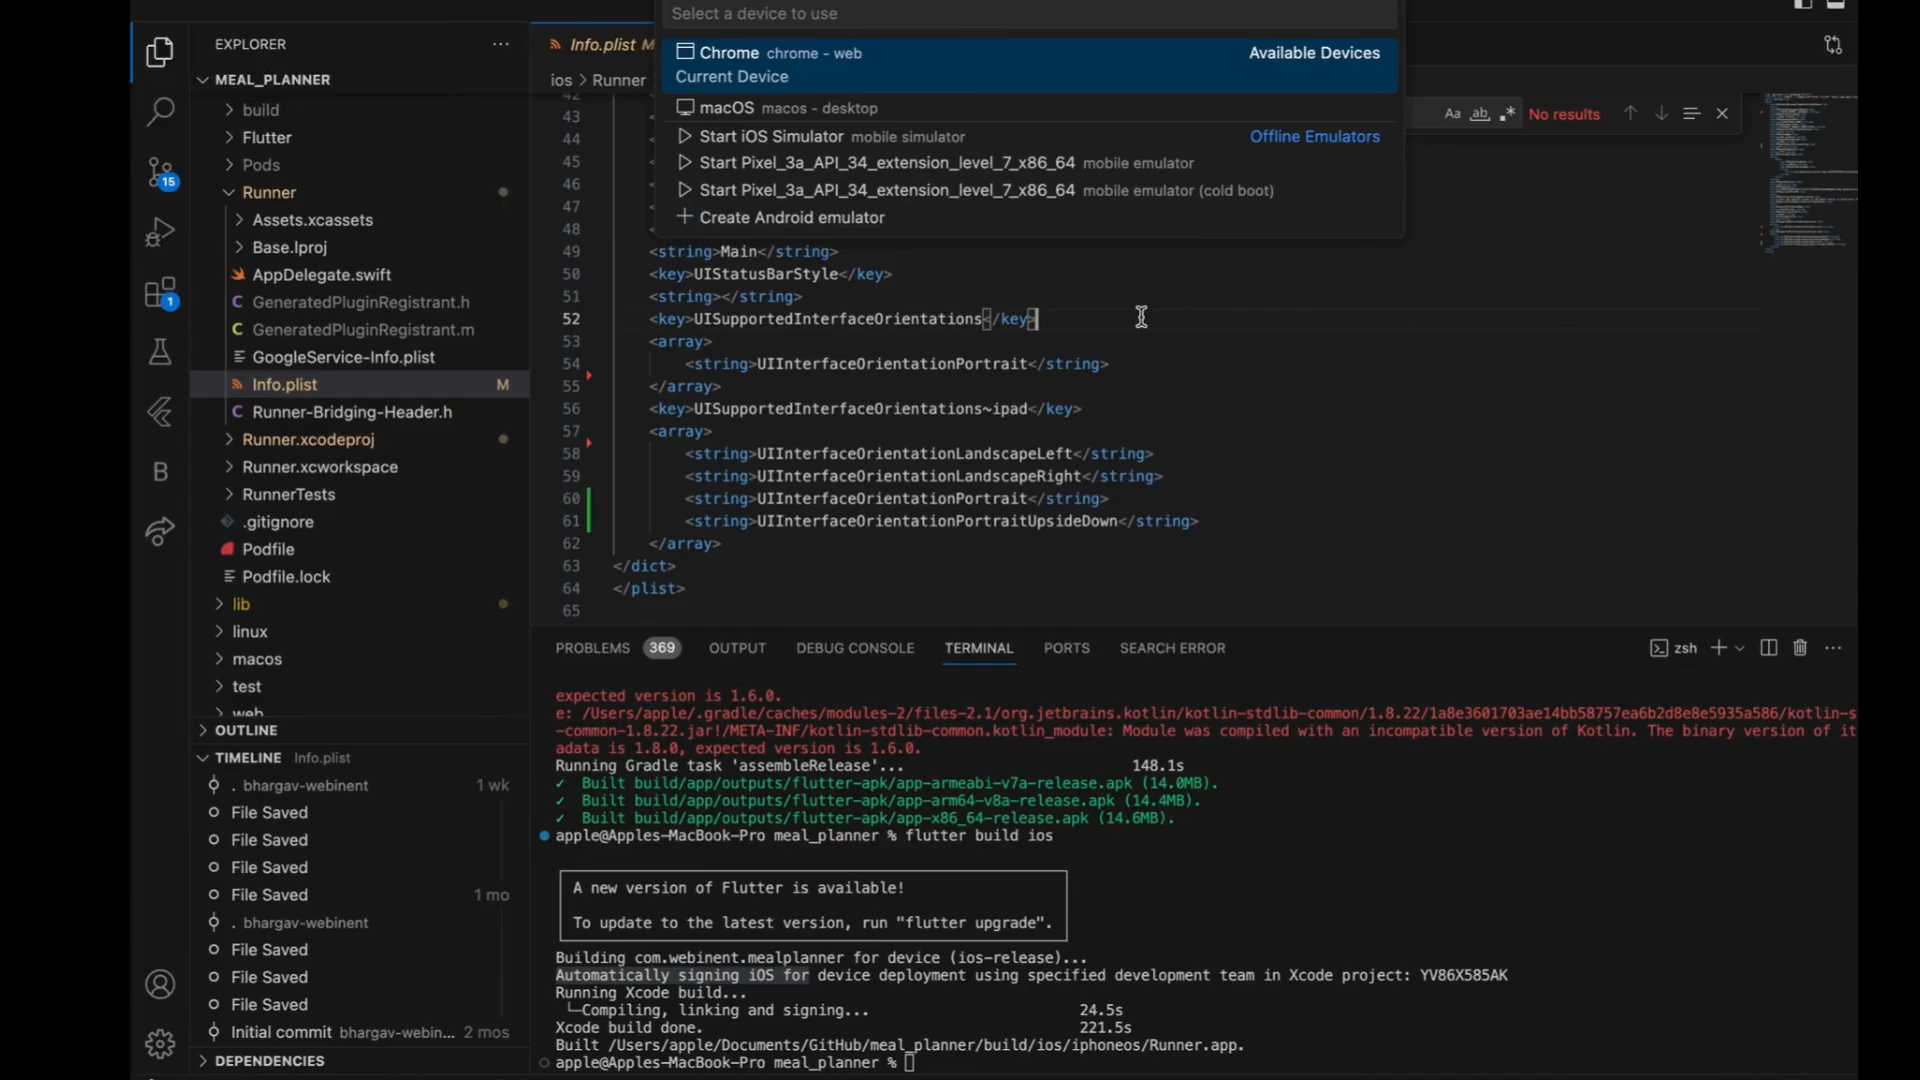 Select a device to use
Chrome chrome - web Available Devices
Current Device
macOS macos - desktop
Start iOS Simulator mobile simulator Offline Emulators
Start Pixel_3a_API_34_extension_level_7_x86_64 mobile emulator
Start Pixel_3a_API_34_extension_level_7_x86_64 mobile emulator (cold boot)
Create Android emulator
EXPLORER
MEAL_PLANNER
build
Flutter
Pods
Runner
Assets.xcassets
Base.lproj
AppDelegate.swift
GeneratedPluginRegistrant.h
GeneratedPluginRegistrant.m
GoogleService-Info.plist
Info.plist M
Runner-Bridging-Header.h
Runner.xcodeproj
Runner.xcworkspace
RunnerTests
.gitignore
Podfile
Podfile.lock
lib
linux
macos
test
web
OUTLINE
TIMELINE Info.plist
. bhargav-webinent 1 wk
File Saved
File Saved
File Saved
File Saved 1 mo
. bhargav-webinent
File Saved
File Saved
File Saved
Initial commit bhargav-webin... 2 mos
DEPENDENCIES
15
1
B
Info.plist M
ios > Runner
Aa ab No results
42
43
44
45
46
47
48
49 <string>Main</string>
50 <key>UIStatusBarStyle</key>
51 <string></string>
52 <key>UISupportedInterfaceOrientations</key>
53 <array>
54 <string>UIInterfaceOrientationPortrait</string>
55 </array>
56 <key>UISupportedInterfaceOrientations~ipad</key>
57 <array>
58 <string>UIInterfaceOrientationLandscapeLeft</string>
59 <string>UIInterfaceOrientationLandscapeRight</string>
60 <string>UIInterfaceOrientationPortrait</string>
61 <string>UIInterfaceOrientationPortraitUpsideDown</string>
62 </array>
63 </dict>
64 </plist>
65
PROBLEMS 369 OUTPUT DEBUG CONSOLE TERMINAL PORTS SEARCH ERROR zsh
expected version is 1.6.0.
e: /Users/apple/.gradle/caches/modules-2/files-2.1/org.jetbrains.kotlin/kotlin-stdlib-common/1.8.22/1a8e3601703ae14bb58757ea6b2d8e8e5935a586/kotlin-s
-common-1.8.22.jar!/META-INF/kotlin-stdlib-common.kotlin_module: Module was compiled with an incompatible version of Kotlin. The binary version of it
adata is 1.8.0, expected version is 1.6.0.
Running Gradle task 'assembleRelease'... 148.1s
✓ Built build/app/outputs/flutter-apk/app-armeabi-v7a-release.apk (14.0MB).
✓ Built build/app/outputs/flutter-apk/app-arm64-v8a-release.apk (14.4MB).
✓ Built build/app/outputs/flutter-apk/app-x86_64-release.apk (14.6MB).
apple@Apples-MacBook-Pro meal_planner % flutter build ios
A new version of Flutter is available!
To update to the latest version, run "flutter upgrade".
Building com.webinent.mealplanner for device (ios-release)...
Automatically signing iOS for device deployment using specified development team in Xcode project: YV86X585AK
Running Xcode build...
└─Compiling, linking and signing... 24.5s
Xcode build done. 221.5s
Built /Users/apple/Documents/GitHub/meal_planner/build/ios/iphoneos/Runner.app.
apple@Apples-MacBook-Pro meal_planner %